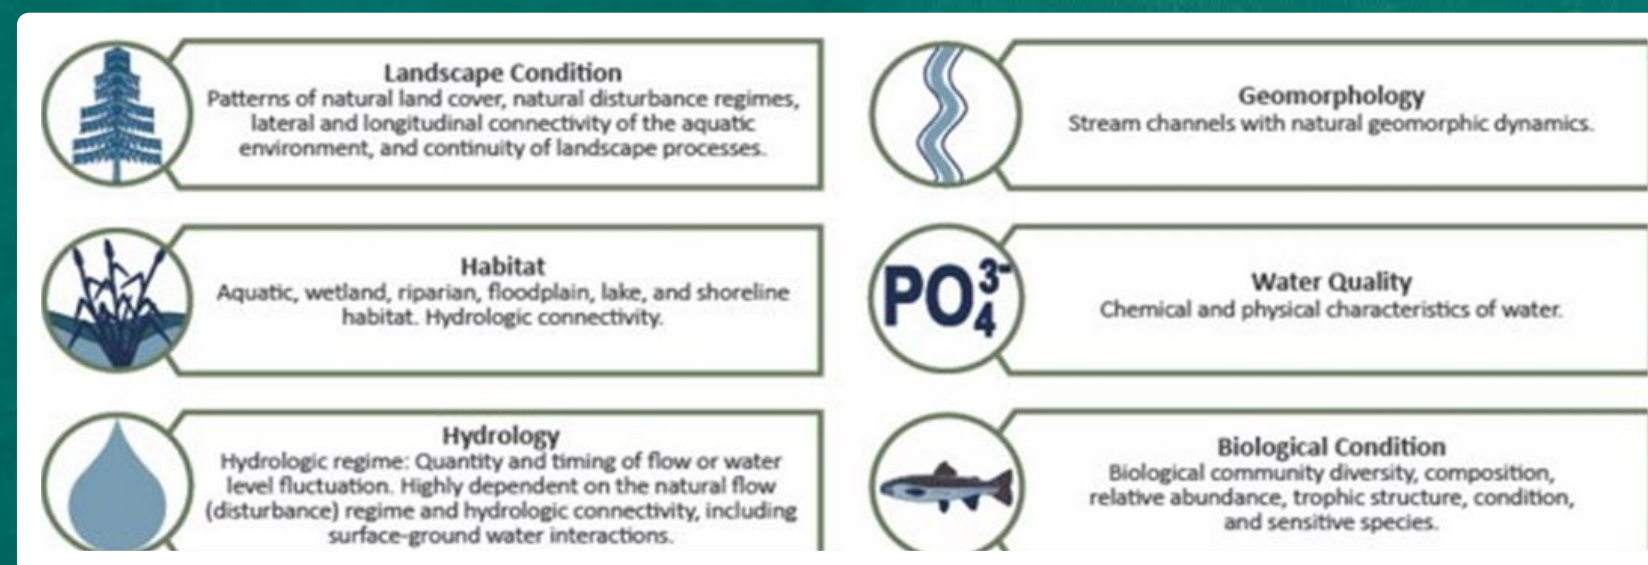 Landscape Condition
Patterns of natural land cover, natural disturbance regimes,
lateral and longitudinal connectivity of the aquatic
environment, and continuity of landscape processes.
Geomorphology
Stream channels with natural geomorphic dynamics.
Habitat
Aquatic, wetland, riparian, floodplain, lake, and shoreline
habitat. Hydrologic connectivity.
PO₄³⁻
Water Quality
Chemical and physical characteristics of water.
Hydrology
Hydrologic regime: Quantity and timing of flow or water
level fluctuation. Highly dependent on the natural flow
(disturbance) regime and hydrologic connectivity, including
surface-ground water interactions.
Biological Condition
Biological community diversity, composition,
relative abundance, trophic structure, condition,
and sensitive species.